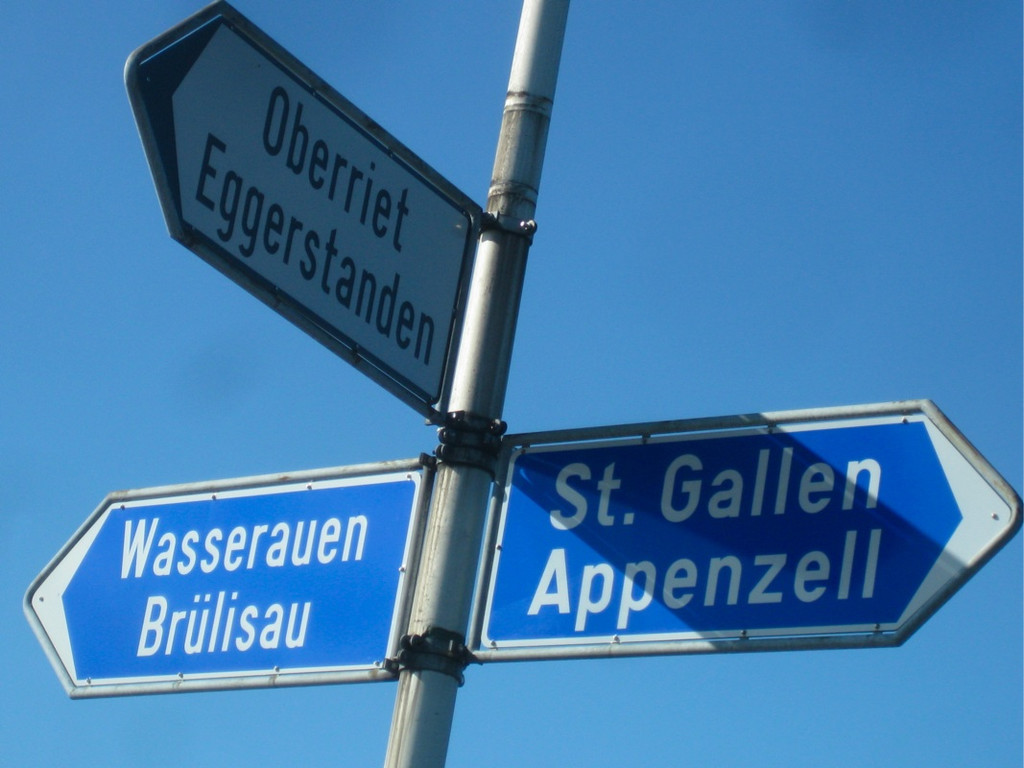 Oberriet
Eggerstanden
Wasserauen
Brülisau
St. Gallen
Appenzell